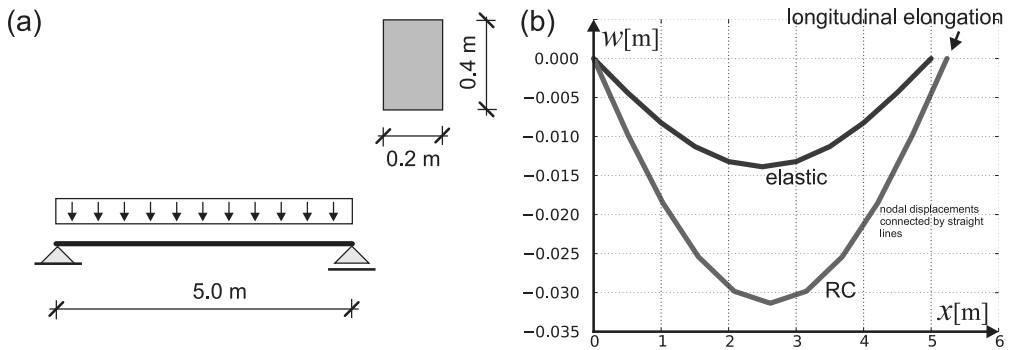 (a)
0.4 m
0.2 m
5.0 m
(b)
longitudinal elongation
w[m]
0.000
−0.005
−0.010
−0.015
−0.020
−0.025
−0.030
−0.035
elastic
nodal displacements
connected by straight
lines
RC
x[m]
0 1 2 3 4 5 6